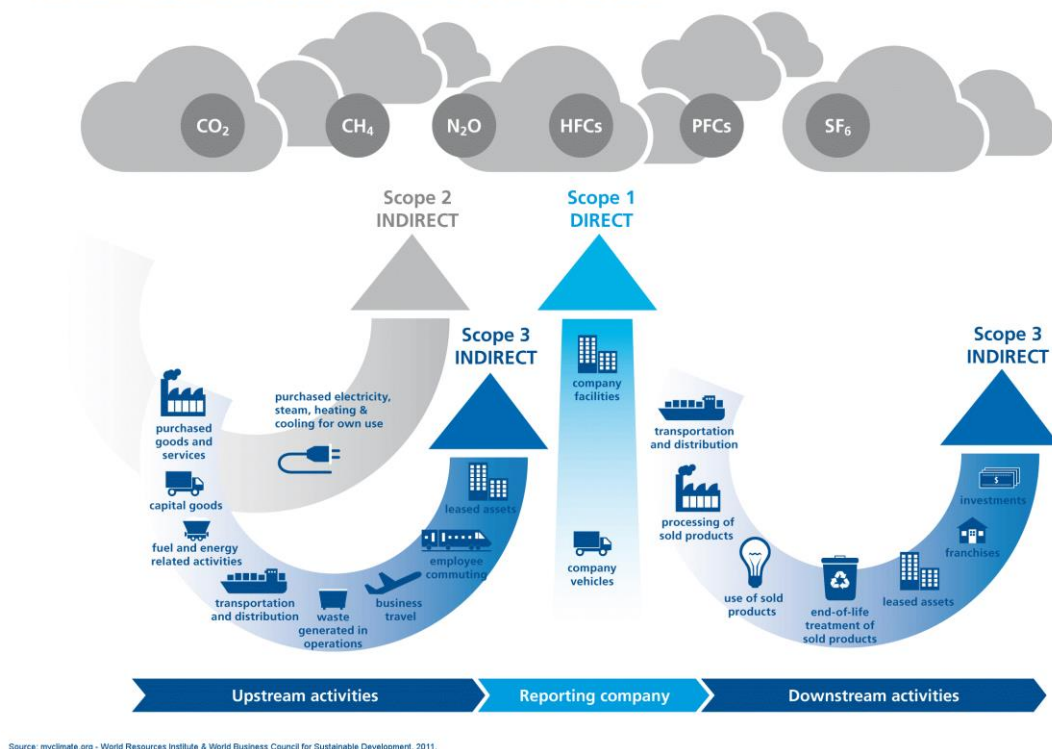 CO₂
CH₄
N₂O
HFCs
PFCs
SF₆
Scope 2
INDIRECT
Scope 1
DIRECT
Scope 3
INDIRECT
Scope 3
INDIRECT
purchased
goods and
services
capital goods
fuel and energy
related activities
transportation
and distribution
waste
generated in
operations
business
travel
employee
commuting
leased assets
purchased electricity,
steam, heating &
cooling for own use
company
facilities
company
vehicles
transportation
and distribution
processing of
sold products
use of sold
products
end-of-life
treatment of
sold products
leased assets
franchises
investments
$
Upstream activities
Reporting company
Downstream activities
Source: myclimate.org - World Resources Institute & World Business Council for Sustainable Development, 2011.